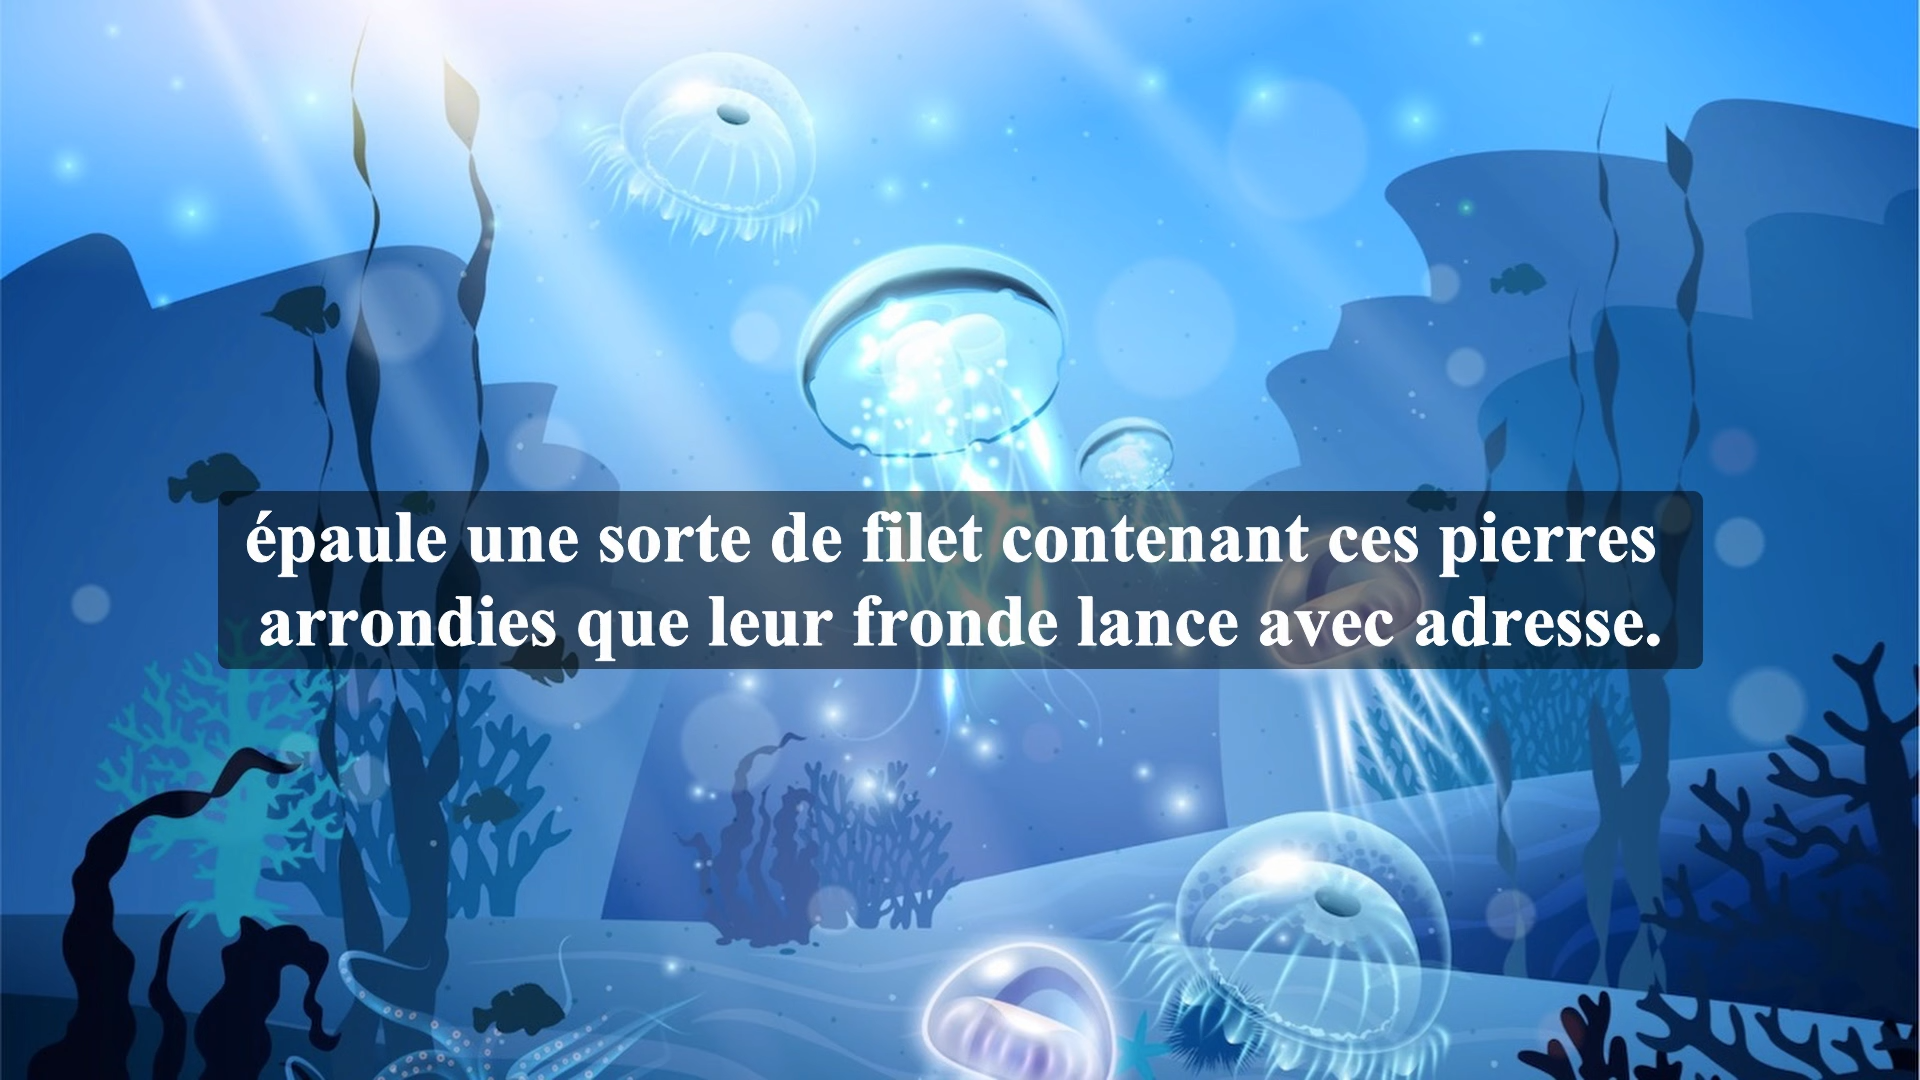 épaule une sorte de filet contenant ces pierres
arrondies que leur fronde lance avec adresse.